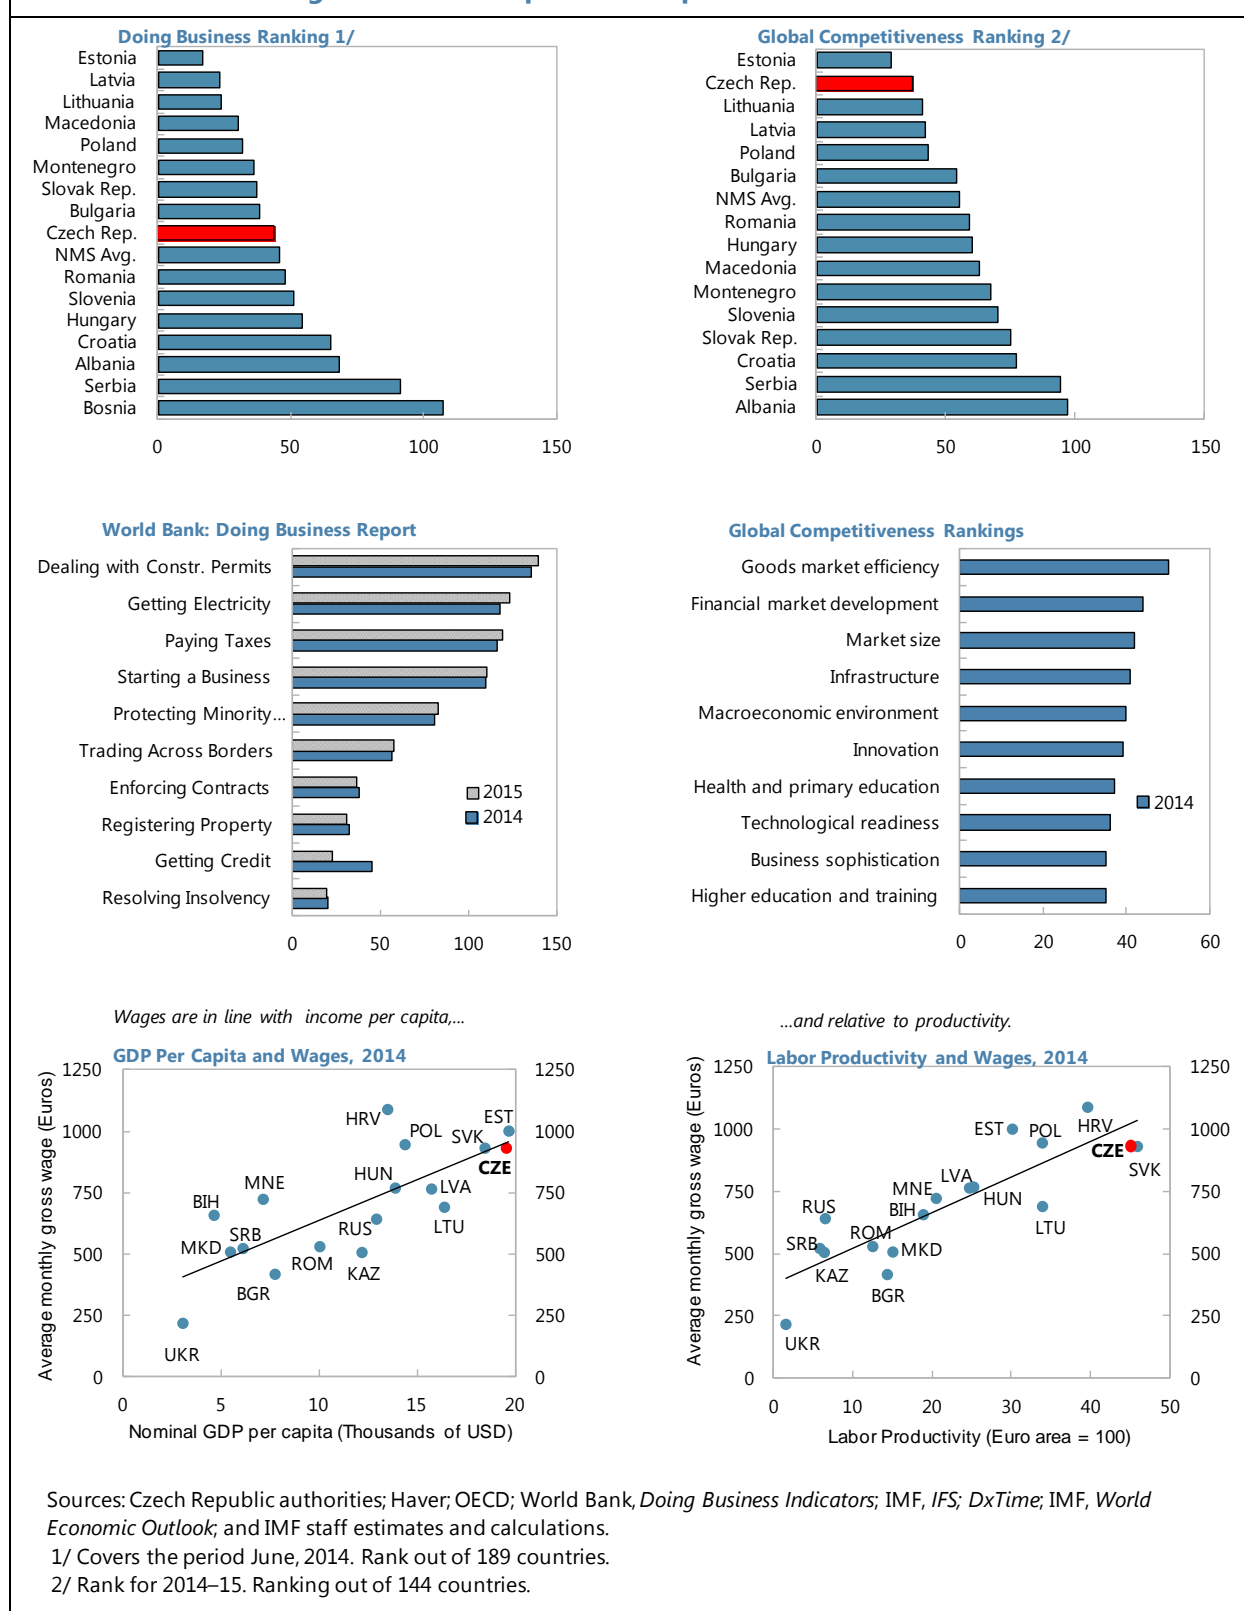 Doing Business Ranking 1/
Estonia
Latvia
Lithuania
Macedonia
Poland
Montenegro
Slovak Rep.
Bulgaria
Czech Rep.
NMS Avg.
Romania
Slovenia
Hungary
Croatia
Albania
Serbia
Bosnia
0 50 100 150
Global Competitiveness Ranking 2/
Estonia
Czech Rep.
Lithuania
Latvia
Poland
Bulgaria
NMS Avg.
Romania
Hungary
Macedonia
Montenegro
Slovenia
Slovak Rep.
Croatia
Serbia
Albania
0 50 100 150
World Bank: Doing Business Report
Dealing with Constr. Permits
Getting Electricity
Paying Taxes
Starting a Business
Protecting Minority...
Trading Across Borders
Enforcing Contracts
Registering Property
Getting Credit
Resolving Insolvency
2015
2014
0 50 100 150
Global Competitiveness Rankings
Goods market efficiency
Financial market development
Market size
Infrastructure
Macroeconomic environment
Innovation
Health and primary education
Technological readiness
Business sophistication
Higher education and training
2014
0 20 40 60
Wages are in line with income per capita,...
GDP Per Capita and Wages, 2014
Average monthly gross wage (Euros)
1250 1250
1000 1000
750 750
500 500
250 250
0 0
HRV
POL
EST
SVK
CZE
HUN
LVA
MNE
BIH
LTU
RUS
SRB
MKD
ROM
KAZ
BGR
UKR
0 5 10 15 20
Nominal GDP per capita (Thousands of USD)
...and relative to productivity.
Labor Productivity and Wages, 2014
Average monthly gross wage (Euros)
1250 1250
1000 1000
750 750
500 500
250 250
0 0
EST
POL
HRV
CZE
SVK
LVA
MNE
HUN
BIH
RUS
LTU
ROM
SRB
MKD
KAZ
BGR
UKR
0 10 20 30 40 50
Labor Productivity (Euro area = 100)
Sources: Czech Republic authorities; Haver; OECD; World Bank, Doing Business Indicators; IMF, IFS; DxTime; IMF, World
Economic Outlook; and IMF staff estimates and calculations.
1/ Covers the period June, 2014. Rank out of 189 countries.
2/ Rank for 2014–15. Ranking out of 144 countries.